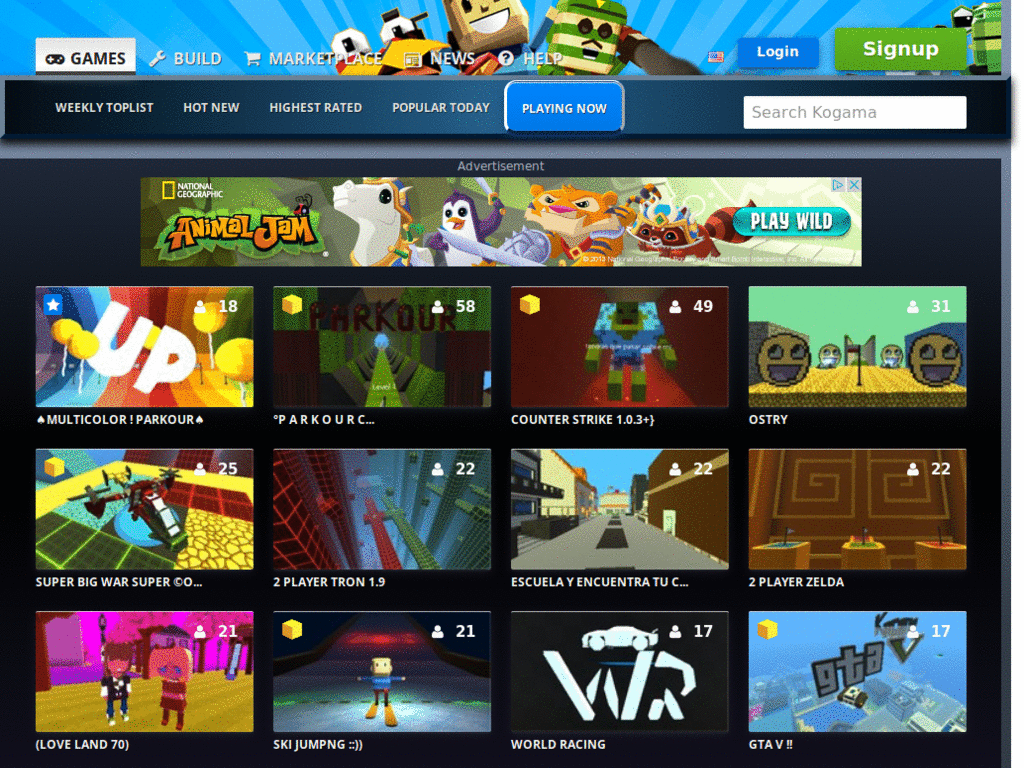 GAMES BUILD MARKETPLACE NEWS HELP Login Signup
WEEKLY TOPLIST HOT NEW HIGHEST RATED POPULAR TODAY PLAYING NOW Search Kogama
Advertisement
NATIONAL
GEOGRAPHIC
ANIMAL JAM
PLAY WILD
18 58 49 31
UP
PARKOUR
Level 1
♠MULTICOLOR ! PARKOUR♠ °P A R K O U R C... COUNTER STRIKE 1.0.3+} OSTRY
25 22 22 22
SUPER BIG WAR SUPER ©O... 2 PLAYER TRON 1.9 ESCUELA Y ENCUENTRA TU C... 2 PLAYER ZELDA
21 21 17 17
WR
gta
V
(LOVE LAND 70) SKI JUMPNG ::)) WORLD RACING GTA V !!